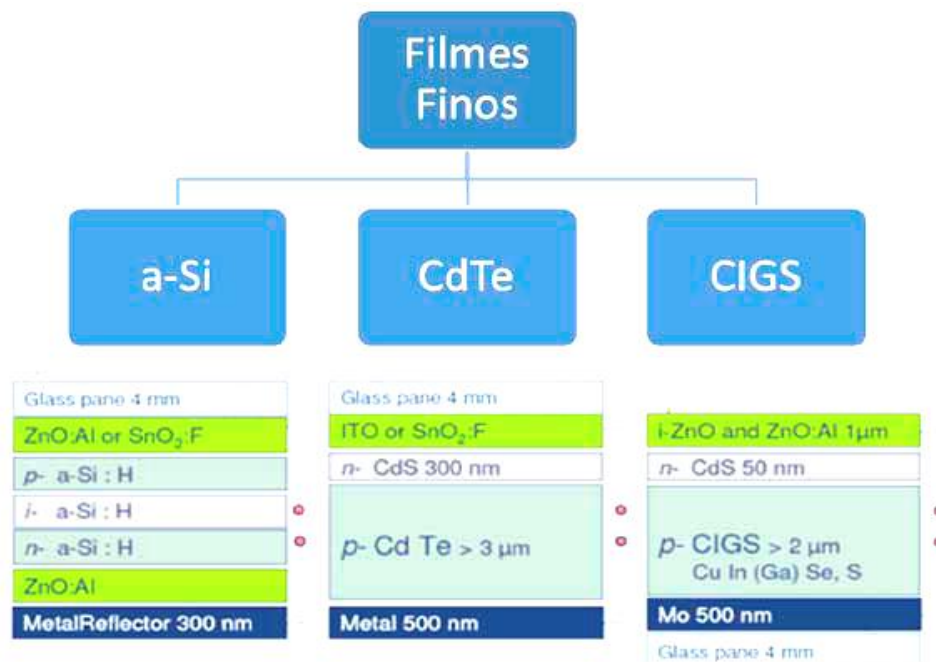 Filmes
Finos
a-Si
CdTe
CIGS
Glass pane 4 mm
ZnO:Al or SnO₂:F
p- a-Si : H
i- a-Si : H
n- a-Si : H
ZnO:Al
MetalReflector 300 nm
Glass pane 4 mm
ITO or SnO₂:F
n- CdS 300 nm
p- Cd Te > 3 µm
Metal 500 nm
i-ZnO and ZnO:Al 1µm
n- CdS 50 nm
p- CIGS > 2 µm
Cu In (Ga) Se, S
Mo 500 nm
Glass pane 4 mm